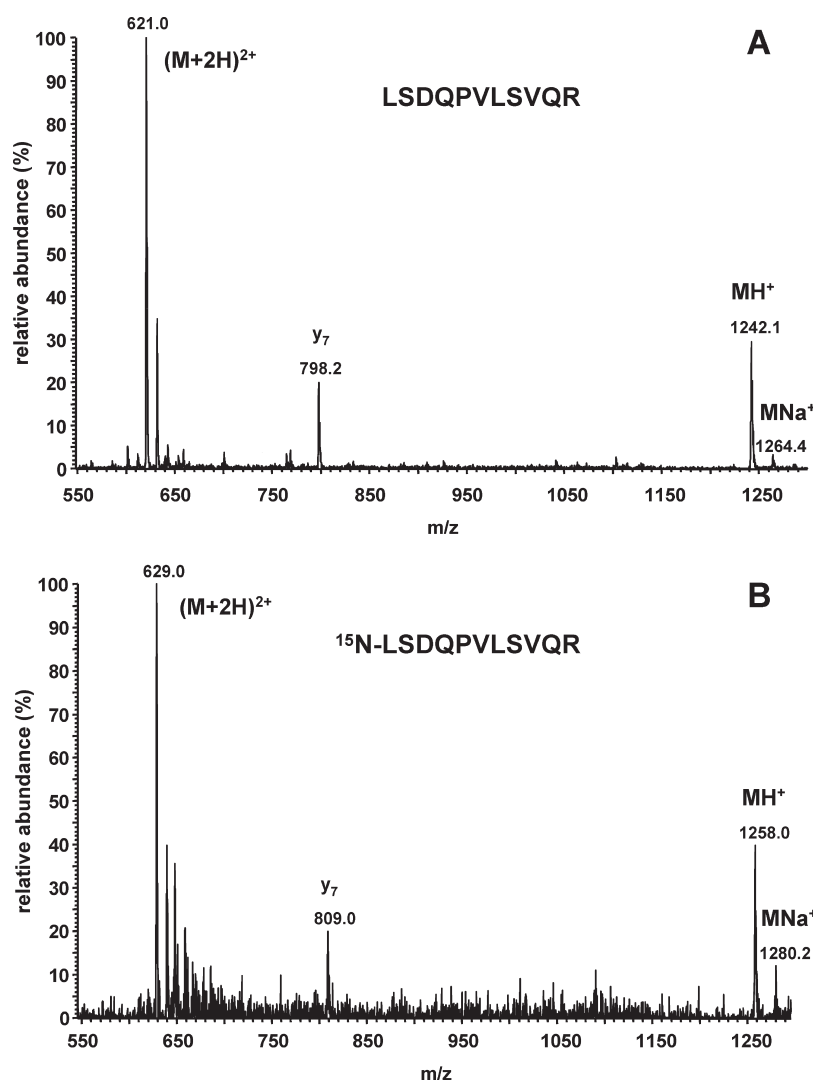 621.0
A
(M+2H)²⁺
LSDQPVLSVQR
relative abundance (%)
100
90
80
70
60
50
40
30
20
10
0
y₇
798.2
MH⁺
1242.1
MNa⁺
1264.4
550 650 750 850 950 1050 1150 1250
m/z
629.0
B
(M+2H)²⁺
¹⁵N-LSDQPVLSVQR
relative abundance (%)
100
90
80
70
60
50
40
30
20
10
0
y₇
809.0
MH⁺
1258.0
MNa⁺
1280.2
550 650 750 850 950 1050 1150 1250
m/z